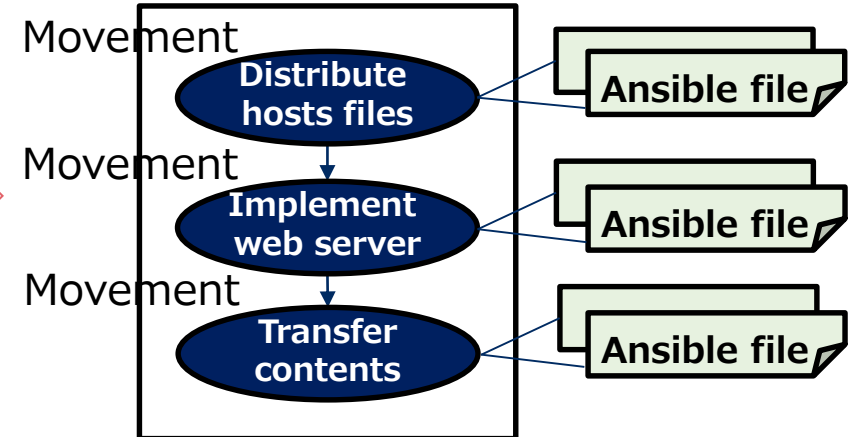 Movement
Distribute
hosts files
Ansible file
Movement
Implement
web server
Ansible file
Movement
Transfer
contents
Ansible file